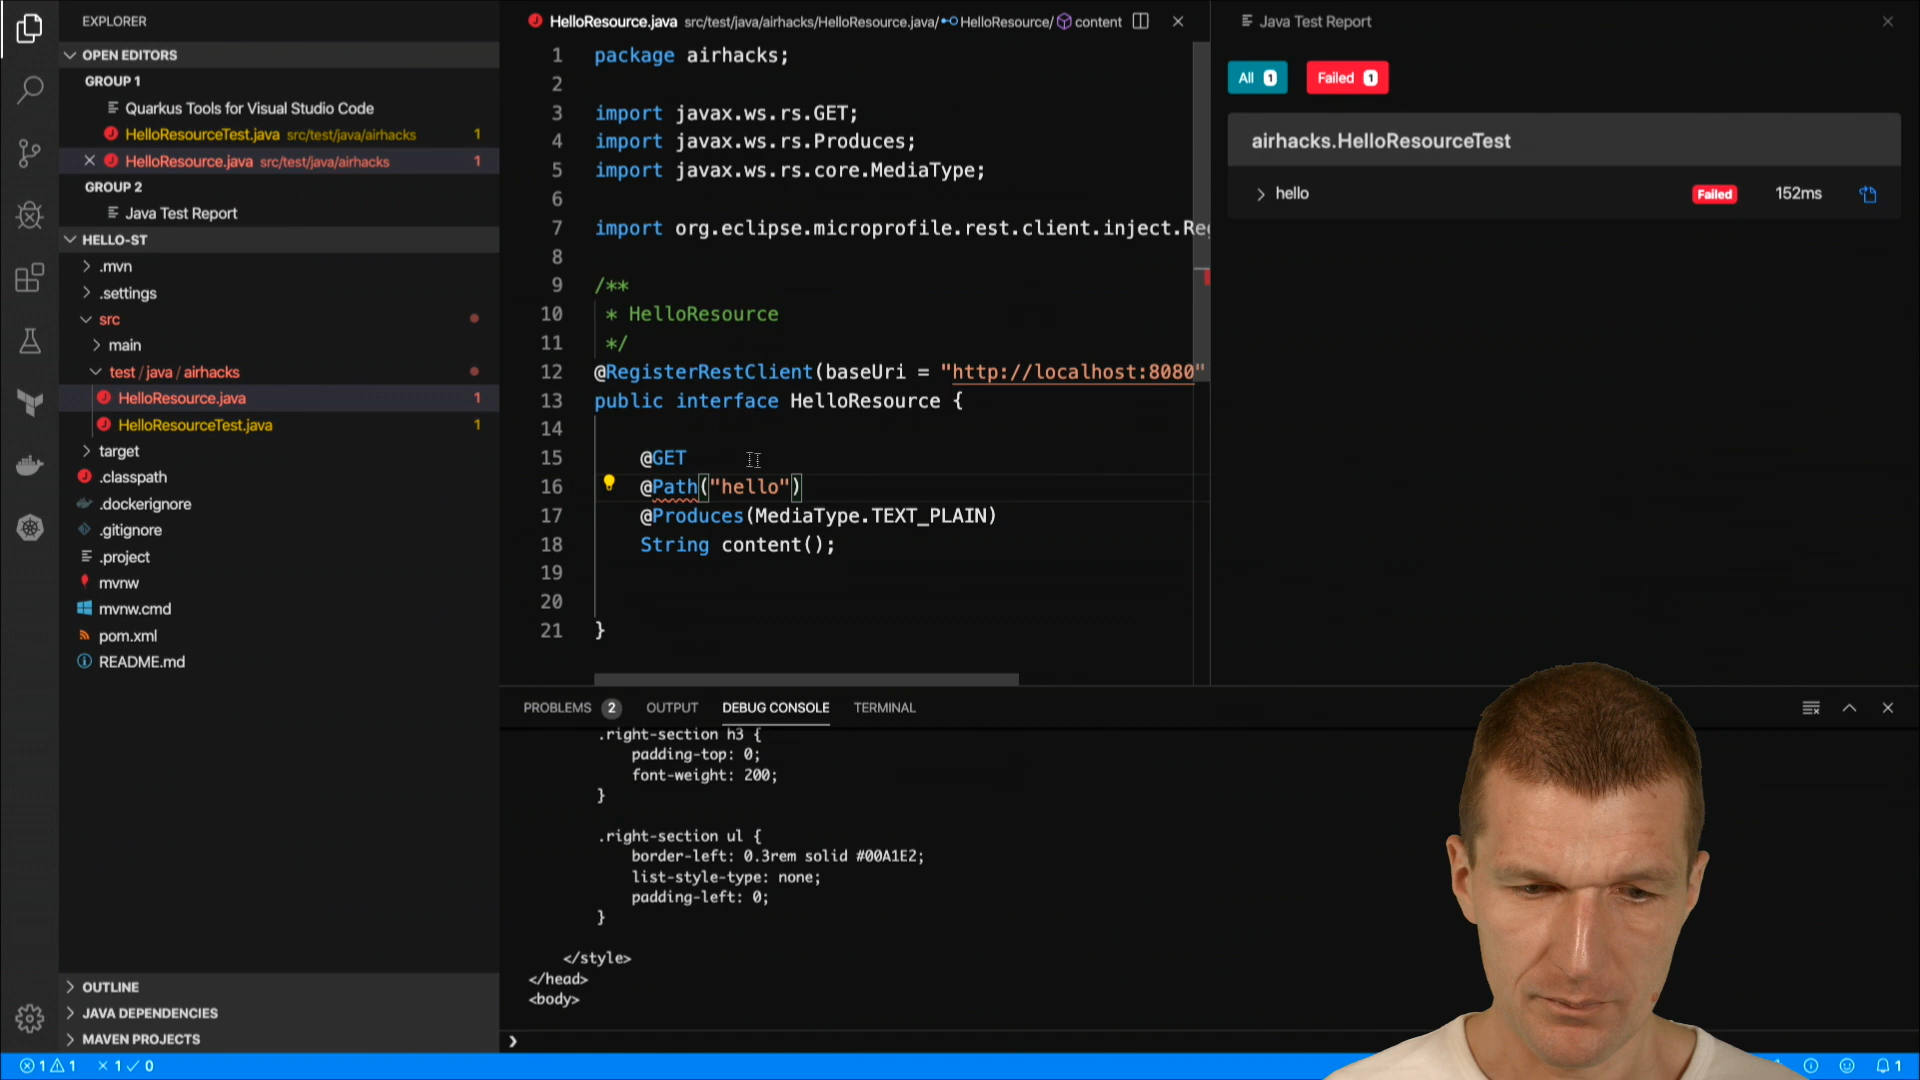 EXPLORER
OPEN EDITORS
GROUP 1
Quarkus Tools for Visual Studio Code
HelloResourceTest.java src/test/java/airhacks 1
HelloResource.java src/test/java/airhacks 1
GROUP 2
Java Test Report
HELLO-ST
.mvn
.settings
src
main
test / java / airhacks
HelloResource.java 1
HelloResourceTest.java 1
target
.classpath
.dockerignore
.gitignore
.project
mvnw
mvnw.cmd
pom.xml
README.md
OUTLINE
JAVA DEPENDENCIES
MAVEN PROJECTS
HelloResource.java src/test/java/airhacks/HelloResource.java/ HelloResource/ content
1 package airhacks;
2
3 import javax.ws.rs.GET;
4 import javax.ws.rs.Produces;
5 import javax.ws.rs.core.MediaType;
6
7 import org.eclipse.microprofile.rest.client.inject.Reg
8
9 /**
10 * HelloResource
11 */
12 @RegisterRestClient(baseUri = "http://localhost:8080"
13 public interface HelloResource {
14
15 @GET
16 @Path("hello")
17 @Produces(MediaType.TEXT_PLAIN)
18 String content();
19
20
21 }
Java Test Report
All 1 Failed 1
airhacks.HelloResourceTest
hello Failed 152ms
PROBLEMS 2 OUTPUT DEBUG CONSOLE TERMINAL
.right-section h3 {
padding-top: 0;
font-weight: 200;
}
.right-section ul {
border-left: 0.3rem solid #00A1E2;
list-style-type: none;
padding-left: 0;
}
</style>
</head>
<body>
1 1 1 0 1